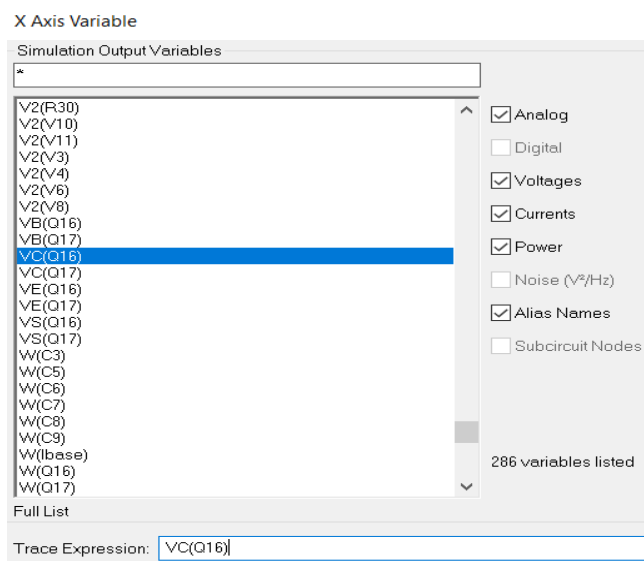 X Axis Variable
Simulation Output Variables
*
V2(R30)
V2(V10)
V2(V11)
V2(V3)
V2(V4)
V2(V6)
V2(V8)
VB(Q16)
VB(Q17)
VC(Q16)
VC(Q17)
VE(Q16)
VE(Q17)
VS(Q16)
VS(Q17)
W(C3)
W(C5)
W(C6)
W(C7)
W(C8)
W(C9)
W(Ibase)
W(Q16)
W(Q17)
Analog
Digital
Voltages
Currents
Power
Noise (V²/Hz)
Alias Names
Subcircuit Nodes
286 variables listed
Full List
Trace Expression: VC(Q16)